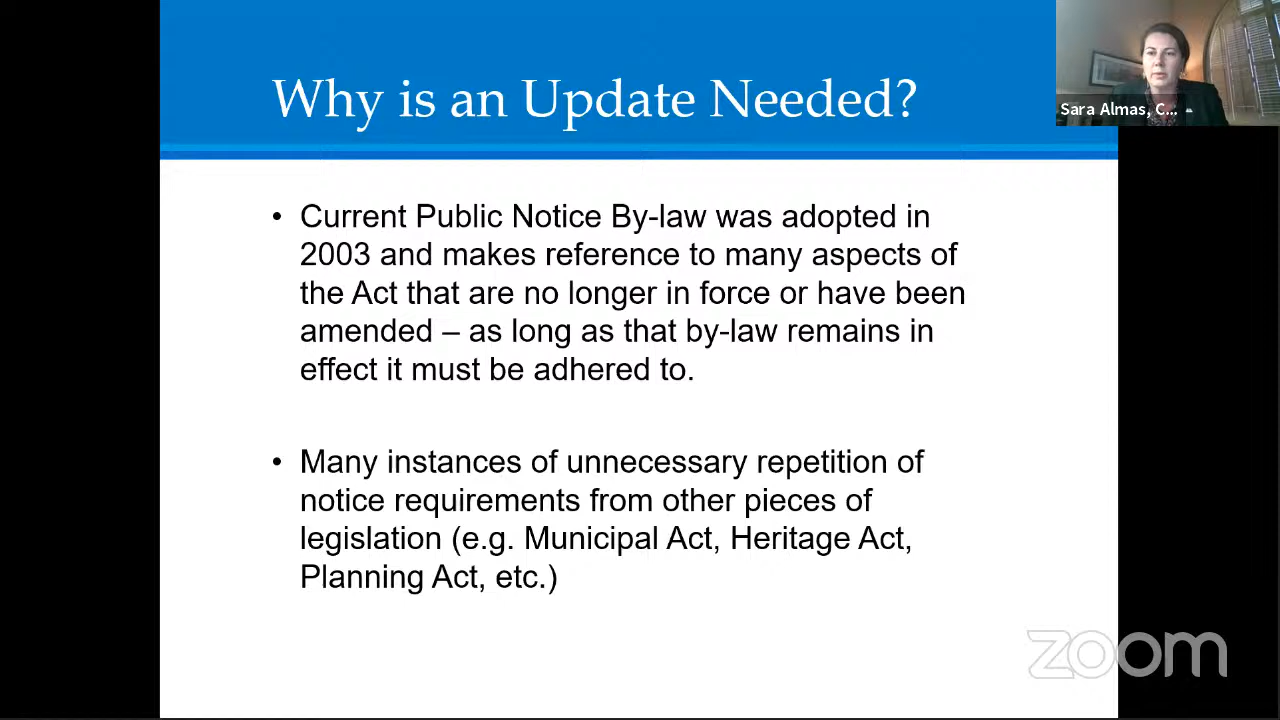 Why is an Update Needed?
Sara Almas, C...
• Current Public Notice By-law was adopted in
2003 and makes reference to many aspects of
the Act that are no longer in force or have been
amended – as long as that by-law remains in
effect it must be adhered to.
• Many instances of unnecessary repetition of
notice requirements from other pieces of
legislation (e.g. Municipal Act, Heritage Act,
Planning Act, etc.)
zoom